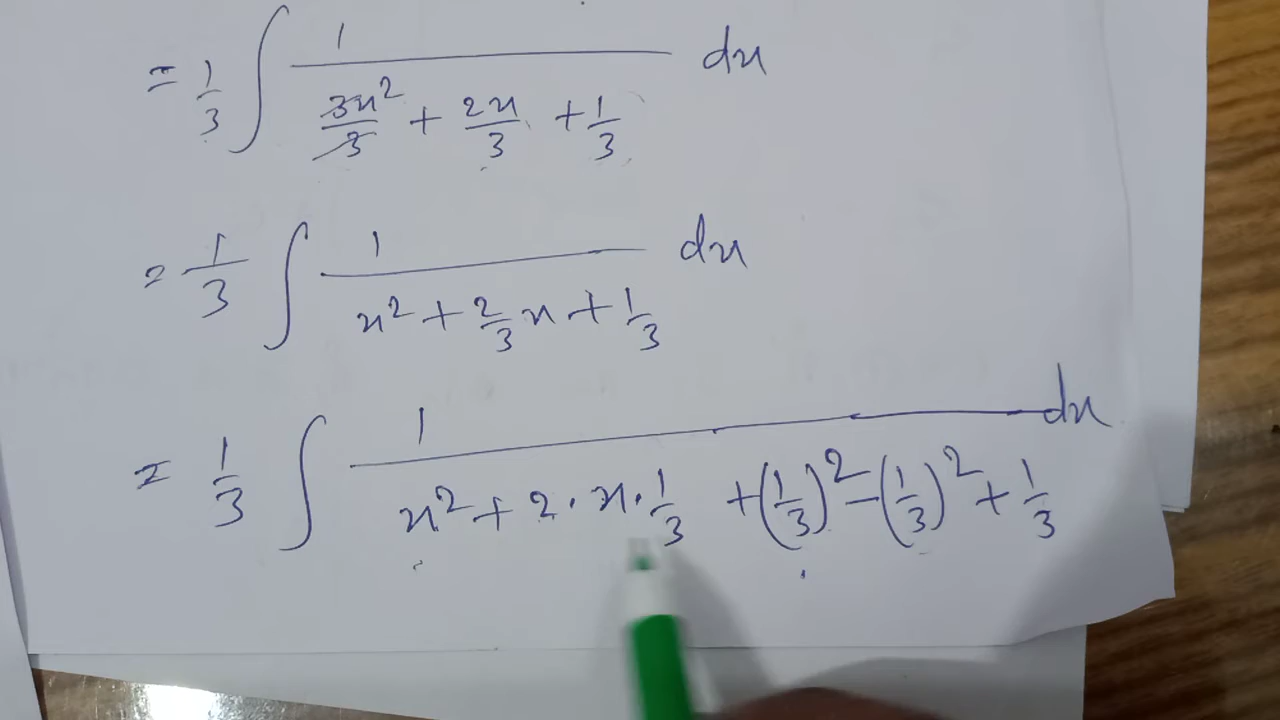 = 1/3 ∫ 1/(3x²/3 + 2x/3 + 1/3) dx
= 1/3 ∫ 1/(x² + 2/3 x + 1/3) dx
= 1/3 ∫ 1/(x² + 2·x·1/3 + (1/3)² − (1/3)² + 1/3) dx